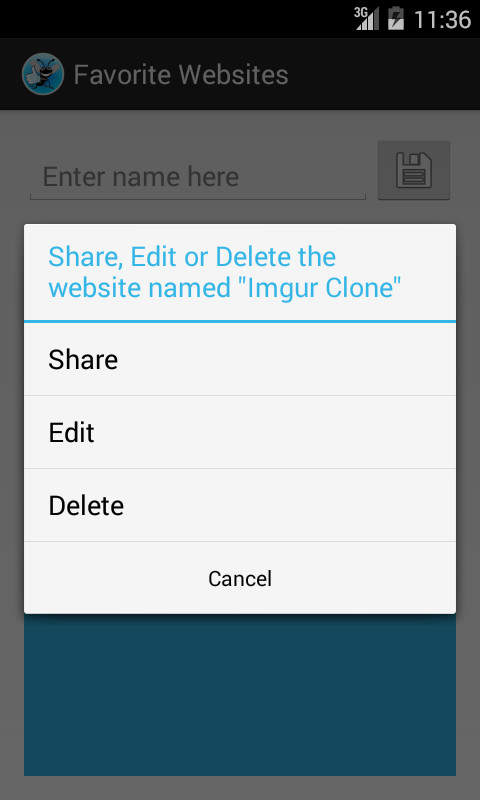 3G 11:36
Favorite Websites
Enter name here
Share, Edit or Delete the
website named "Imgur Clone"
Share
Edit
Delete
Cancel